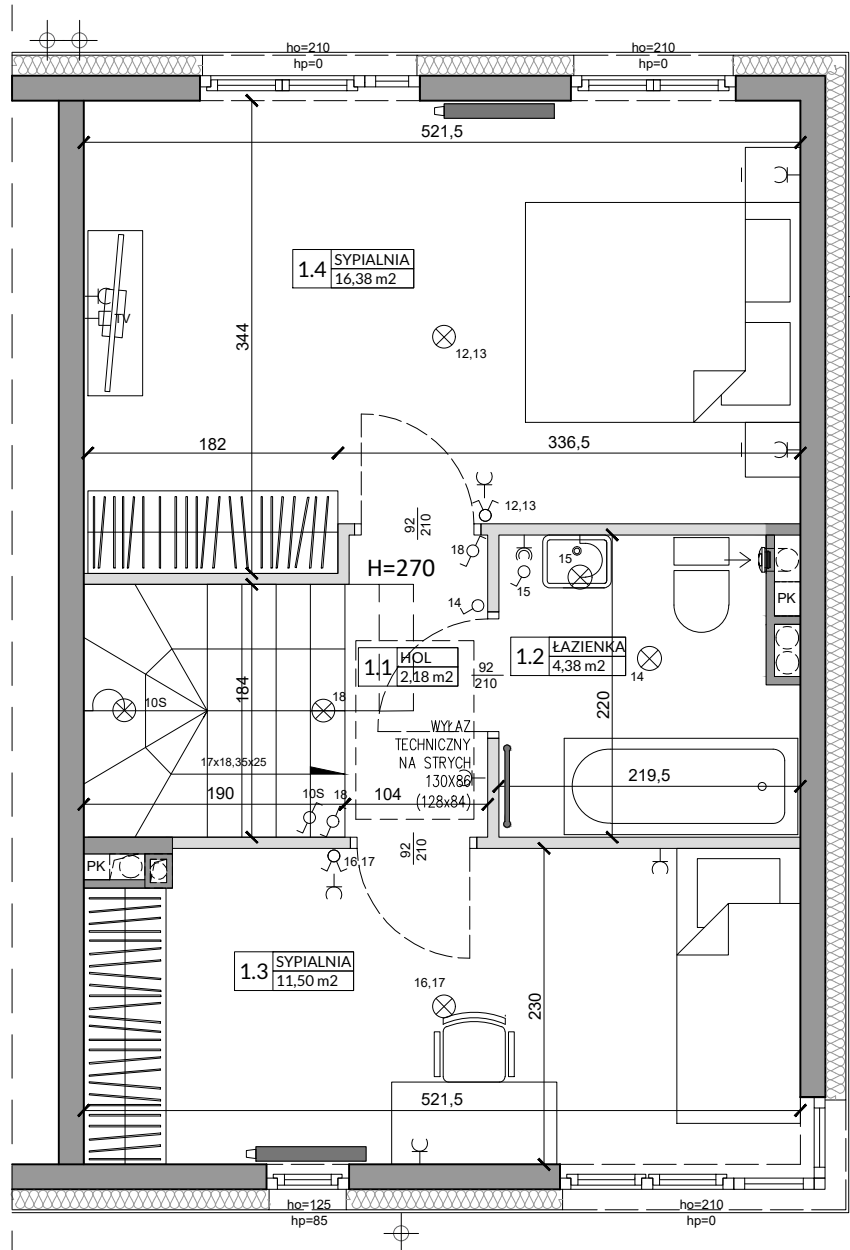 ho=210
hp=0
ho=210
hp=0
521,5
1.4
SYPIALNIA
16,38 m2
TV
344
12,13
182
336,5
12,13
92
210
18
H=270
15
15
14
PK
1.1
HOL
2,18 m2
92
210
1.2
ŁAZIENKA
4,38 m2
14
184
10S
18
220
WYŁAZ
TECHNICZNY
NA STRYCH
130X86
(128x84)
17x18,35x25
219,5
190
104
10S
18
92
210
PK
16,17
1.3
SYPIALNIA
11,50 m2
16,17
230
521,5
ho=125
hp=85
ho=210
hp=0